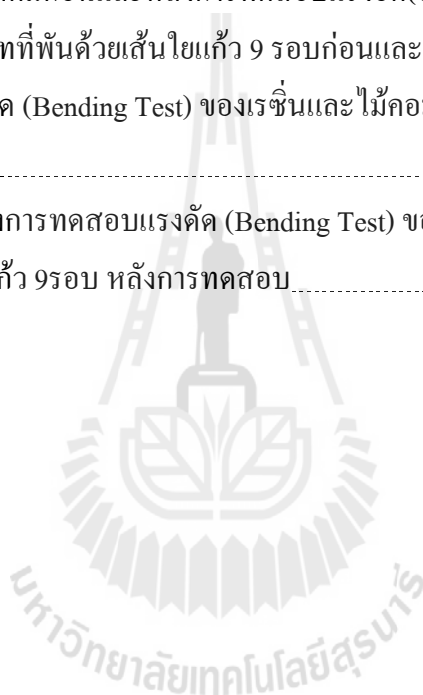 ทที่พันด้วยเส้นใยแก้ว 9 รอบก่อนและ
ด (Bending Test) ของเรซิ่นและไม้คอ
งการทดสอบแรงดัด (Bending Test) ข
ก้ว 9รอบ หลังการทดสอบ
มหาวิทยาลัยเทคโนโลยีสุรนารี